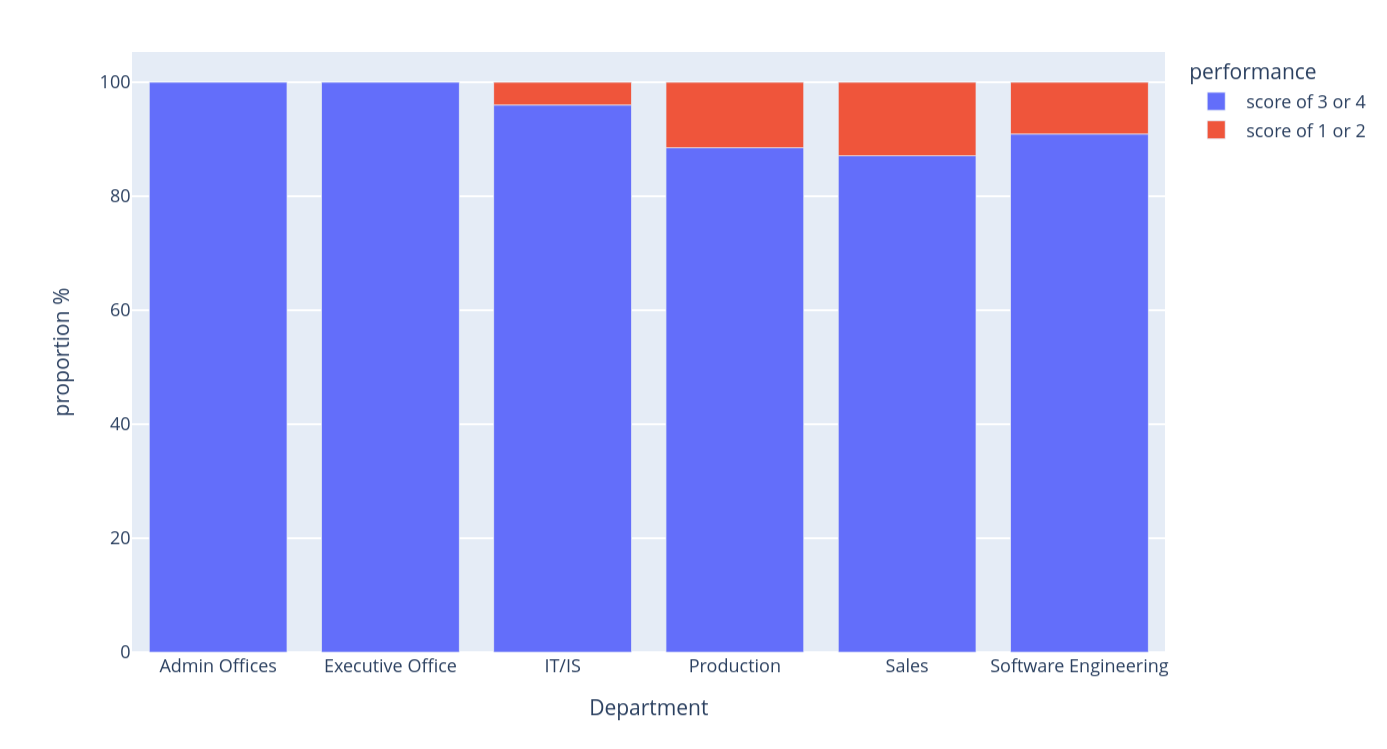 performance
score of 3 or 4
score of 1 or 2
proportion %
100
80
60
40
20
0
Admin Offices
Executive Office
IT/IS
Production
Sales
Software Engineering
Department